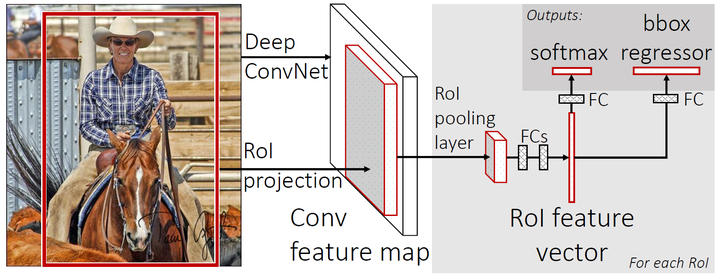 Deep
ConvNet
RoI
projection
Conv
feature map
RoI
pooling
layer
FCs
RoI feature
vector
Outputs:
softmax
bbox
regressor
FC
FC
For each RoI